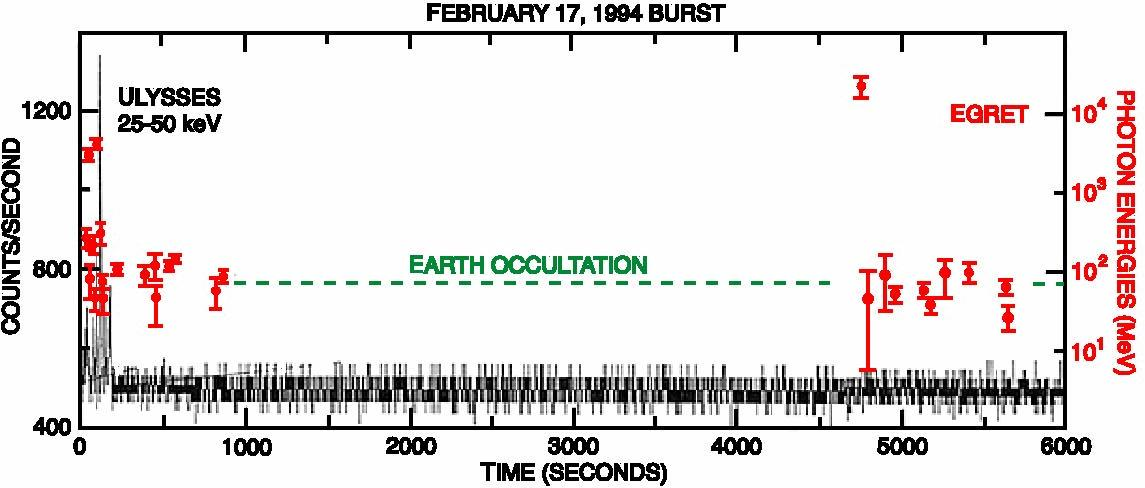 FEBRUARY 17, 1994 BURST
ULYSSES
25-50 keV
EGRET
EARTH OCCULTATION
COUNTS/SECOND
1200
800
400
PHOTON ENERGIES (MeV)
10⁴
10³
10²
10¹
0 1000 2000 3000 4000 5000 6000
TIME (SECONDS)